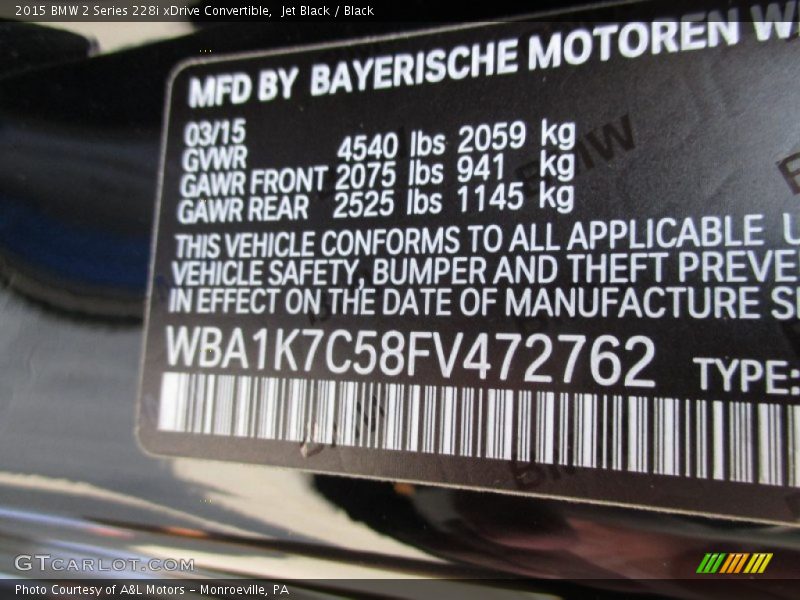 2015 BMW 2 Series 228i xDrive Convertible, Jet Black / Black
MFD BY BAYERISCHE MOTOREN
03/15
GVWR 4540 lbs 2059 kg
GAWR FRONT 2075 lbs 941 kg
GAWR REAR 2525 lbs 1145 kg
THIS VEHICLE CONFORMS TO ALL APPLICABLE
VEHICLE SAFETY, BUMPER AND THEFT PREVE
IN EFFECT ON THE DATE OF MANUFACTURE
WBA1K7C58FV472762 TYPE:
BMW
GTCARLOT.COM
Photo Courtesy of A&L Motors - Monroeville, PA